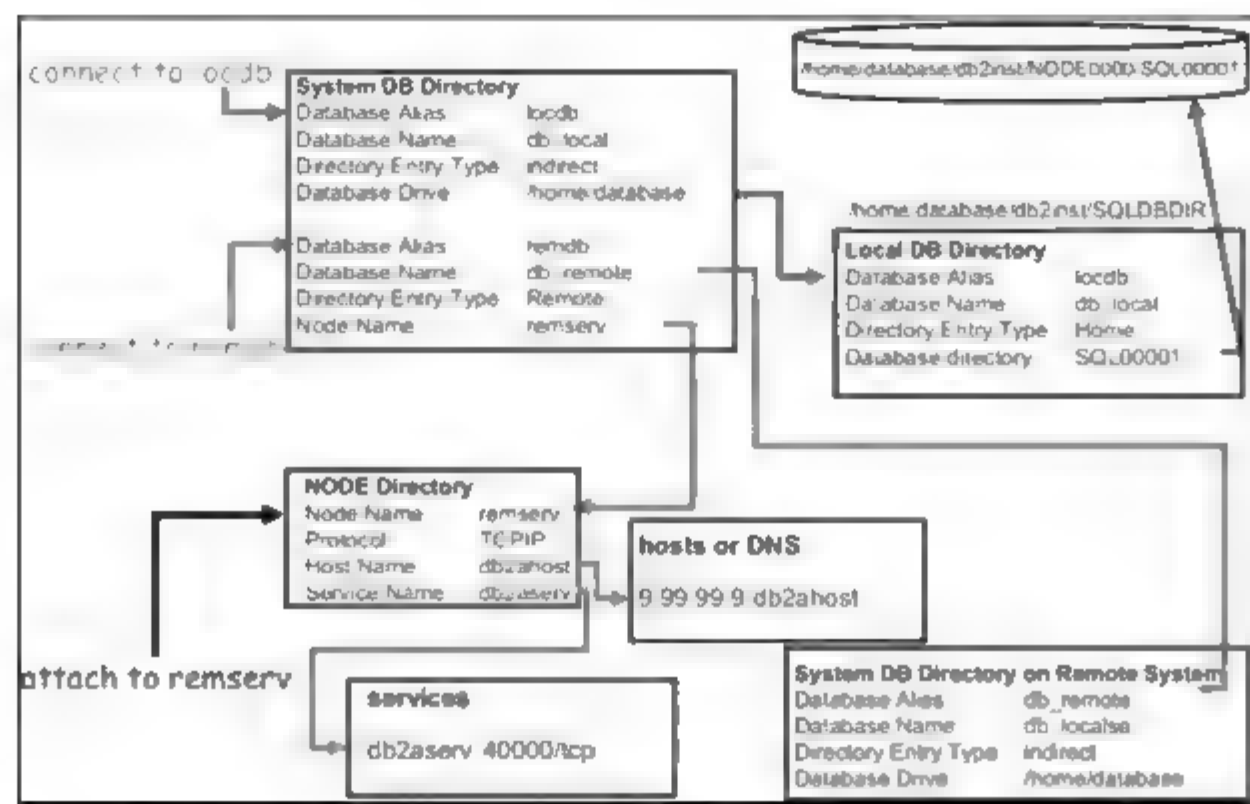 connect to locdb
/home/database/db2inst/NODE0000/SQL00001
System DB Directory
Database Alias locdb
Database Name db_local
Directory Entry Type indirect
Database Drive /home/database
Database Alias remdb
Database Name db_remote
Directory Entry Type Remote
Node Name remserv
/home/database/db2inst/SQLDBDIR
Local DB Directory
Database Alias locdb
Database Name db_local
Directory Entry Type Home
Database directory SQL00001
NODE Directory
Node Name remserv
Protocol TCPIP
Host Name db2ahost
Service Name db2aserv
hosts or DNS
9.99.99.9 db2ahost
attach to remserv
services
db2aserv 40000/tcp
System DB Directory on Remote System
Database Alias db_remote
Database Name
Directory Entry Type indirect
Database Drive /home/database